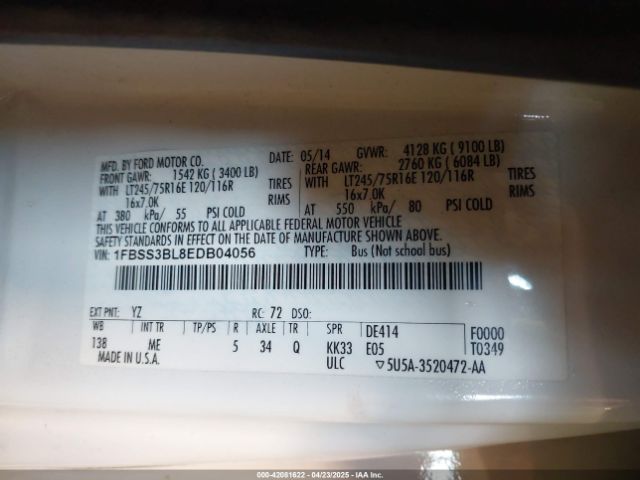 MFD. BY FORD MOTOR CO.
DATE: 05/14 GVWR: 4128 KG ( 9100 LB)
FRONT GAWR: 1542 KG ( 3400 LB)
REAR GAWR: 2760 KG ( 6084 LB)
WITH LT245/75R16E 120/116R TIRES
WITH LT245/75R16E 120/116R TIRES
16x7.0K RIMS
16x7.0K RIMS
AT 380 kPa/ 55 PSI COLD
AT 550 kPa/ 80 PSI COLD
THIS VEHICLE CONFORMS TO ALL APPLICABLE FEDERAL MOTOR VEHICLE
SAFETY STANDARDS IN EFFECT ON THE DATE OF MANUFACTURE SHOWN ABOVE.
VIN: 1FBSS3BL8EDB04056 TYPE: Bus (Not school bus)
EXT PNT: YZ RC: 72 DSO:
WB INT TR TP/PS R AXLE TR SPR DE414 F0000
138 ME 5 34 Q KK33 E05 T0349
MADE IN U.S.A. ULC ▽5U5A-3520472-AA
000-42081622 - 04/23/2025 - IAA Inc.